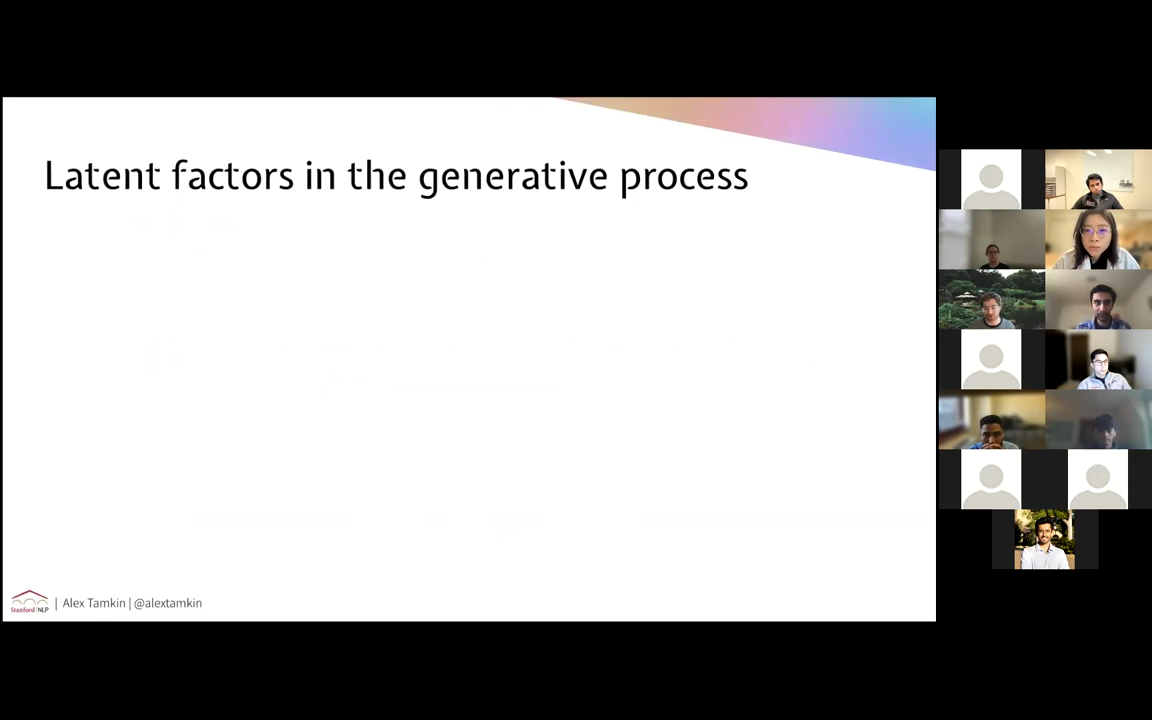 Latent factors in the generative process
Stanford NLP | Alex Tamkin | @alextamkin